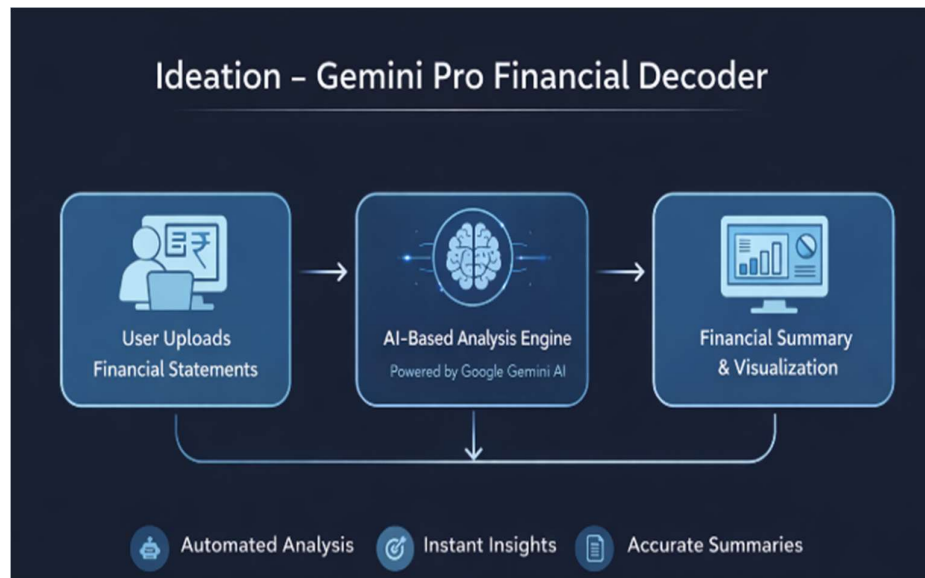 Ideation – Gemini Pro Financial Decoder
₹
User Uploads
Financial Statements
AI-Based Analysis Engine
Powered by Google Gemini AI
Financial Summary
& Visualization
Automated Analysis
Instant Insights
Accurate Summaries